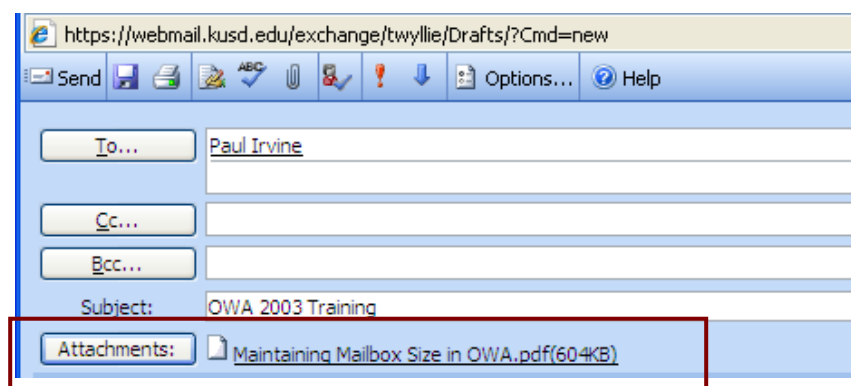 https://webmail.kusd.edu/exchange/twyllie/Drafts/?Cmd=new
Send ABC Options... Help
To... Paul Irvine
Cc...
Bcc...
Subject: OWA 2003 Training
Attachments: Maintaining Mailbox Size in OWA.pdf(604KB)